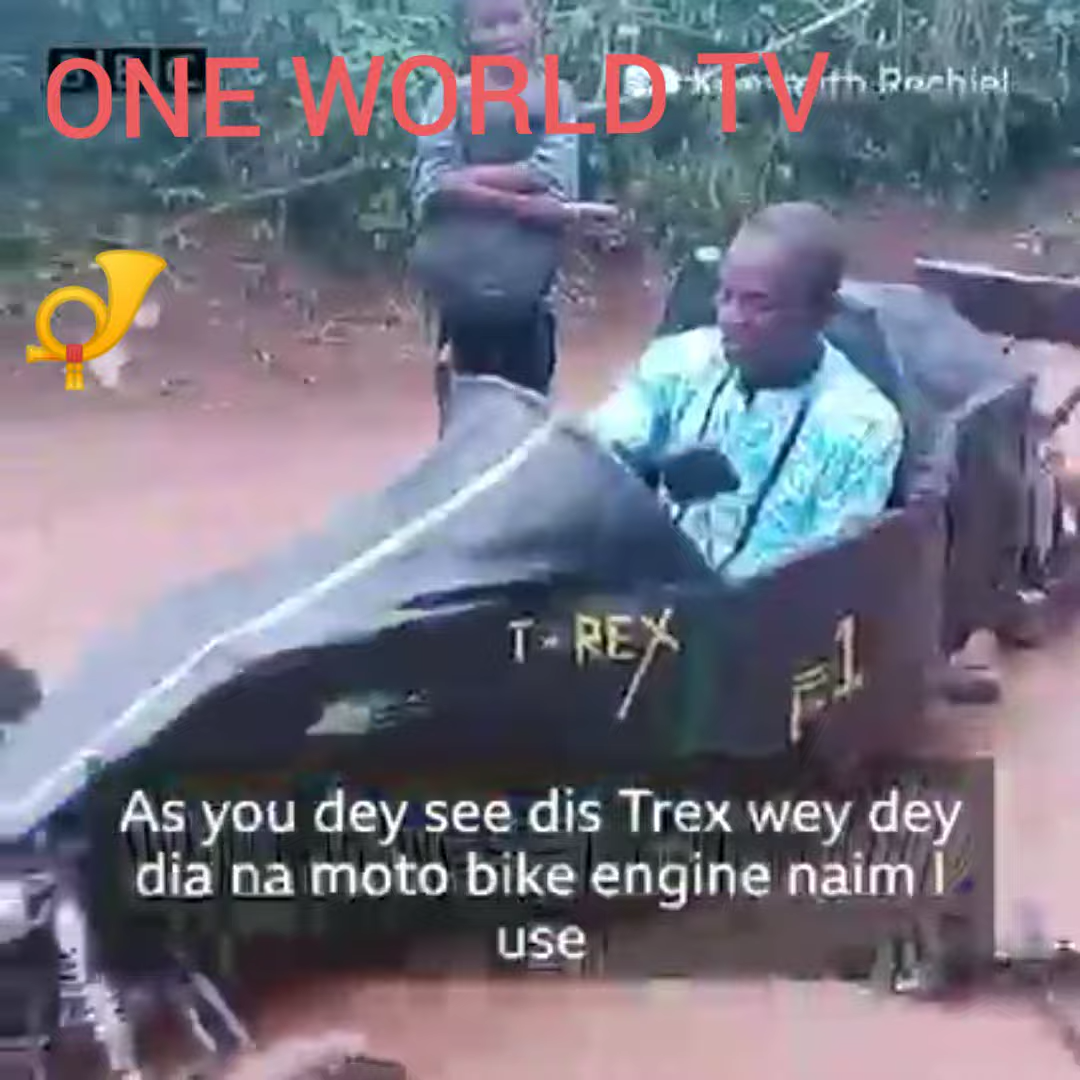 ONE WORLD TV
T-REX
F1
As you dey see dis Trex wey dey
dia na moto bike engine naim I
use